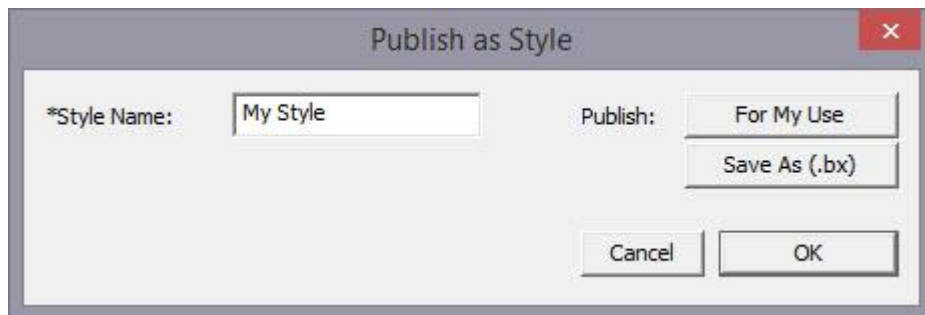 Publish as Style
*Style Name: My Style Publish: For My Use
Save As (.bx)
Cancel OK